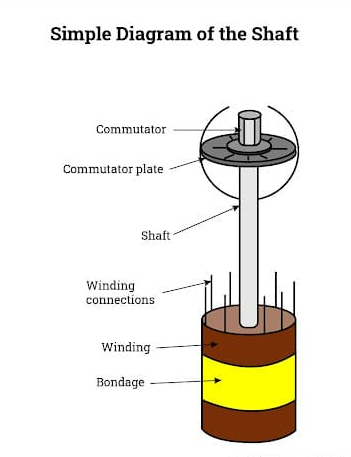 Simple Diagram of the Shaft
Commutator
Commutator plate
Shaft
Winding
connections
Winding
Bondage